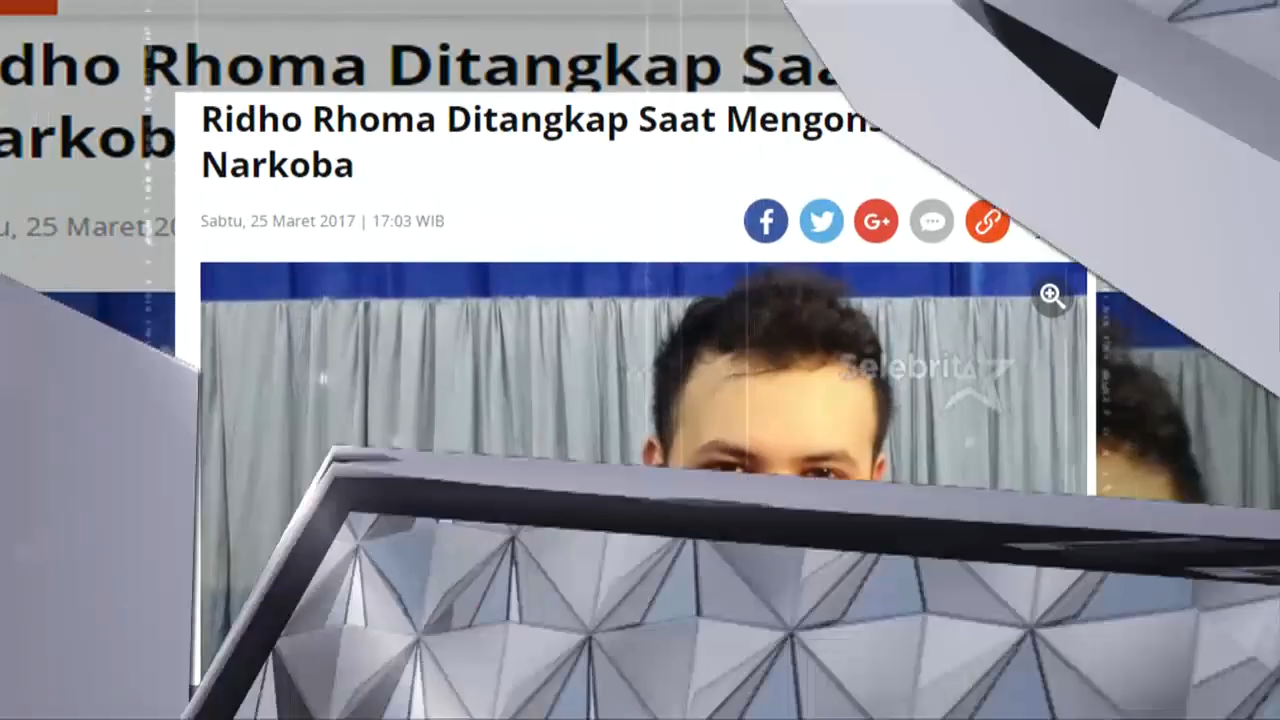 dho Rhoma Ditangkap Saa
arkob
u, 25 Maret 20
Ridho Rhoma Ditangkap Saat Mengons
Narkoba
Sabtu, 25 Maret 2017 | 17:03 WIB
f
G+
Selebrita